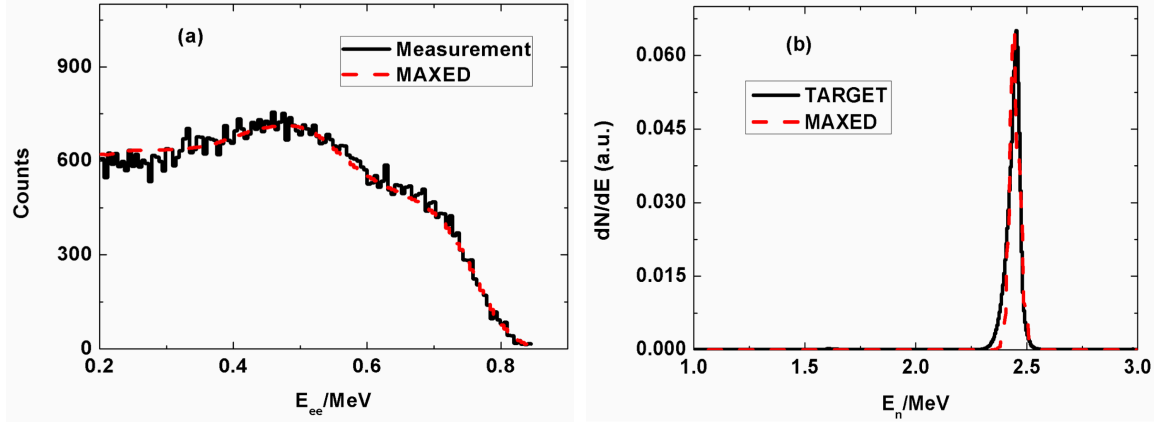 (a)
Measurement
MAXED
900
600
300
0
Counts
0.2 0.4 0.6 0.8
E_ee/MeV
(b)
TARGET
MAXED
0.060
0.045
0.030
0.015
0.000
dN/dE (a.u.)
1.0 1.5 2.0 2.5 3.0
E_n/MeV